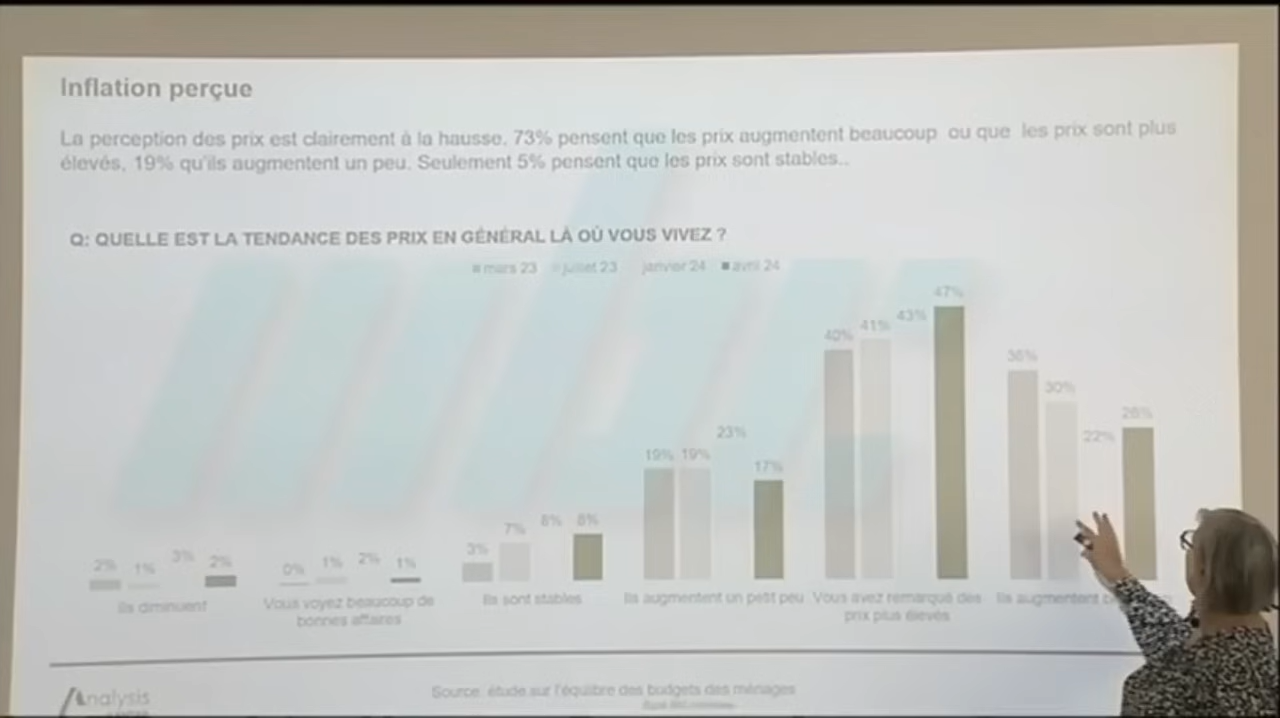 Inflation perçue
La perception des prix est clairement à la hausse, 73% pensent que les prix augmentent beaucoup ou que les prix sont plus
élevés, 19% qu'ils augmentent un peu. Seulement 5% pensent que les prix sont stables..
Q: QUELLE EST LA TENDANCE DES PRIX EN GÉNÉRAL LÀ OÙ VOUS VIVEZ ?
mars 23 juillet 23 janvier 24 avril 24
2% 1% 3% 2%
0% 1% 2% 1%
3% 7% 8% 8%
19% 19% 23% 17%
40% 41% 43% 47%
36% 30% 22% 26%
Ils diminuent
Vous voyez beaucoup de
bonnes affaires
Ils sont stables
Ils augmentent un petit peu
Vous avez remarqué des
prix plus élevés
Ils augmentent
Analysis
Source: étude sur l'équilibre des budgets des ménages